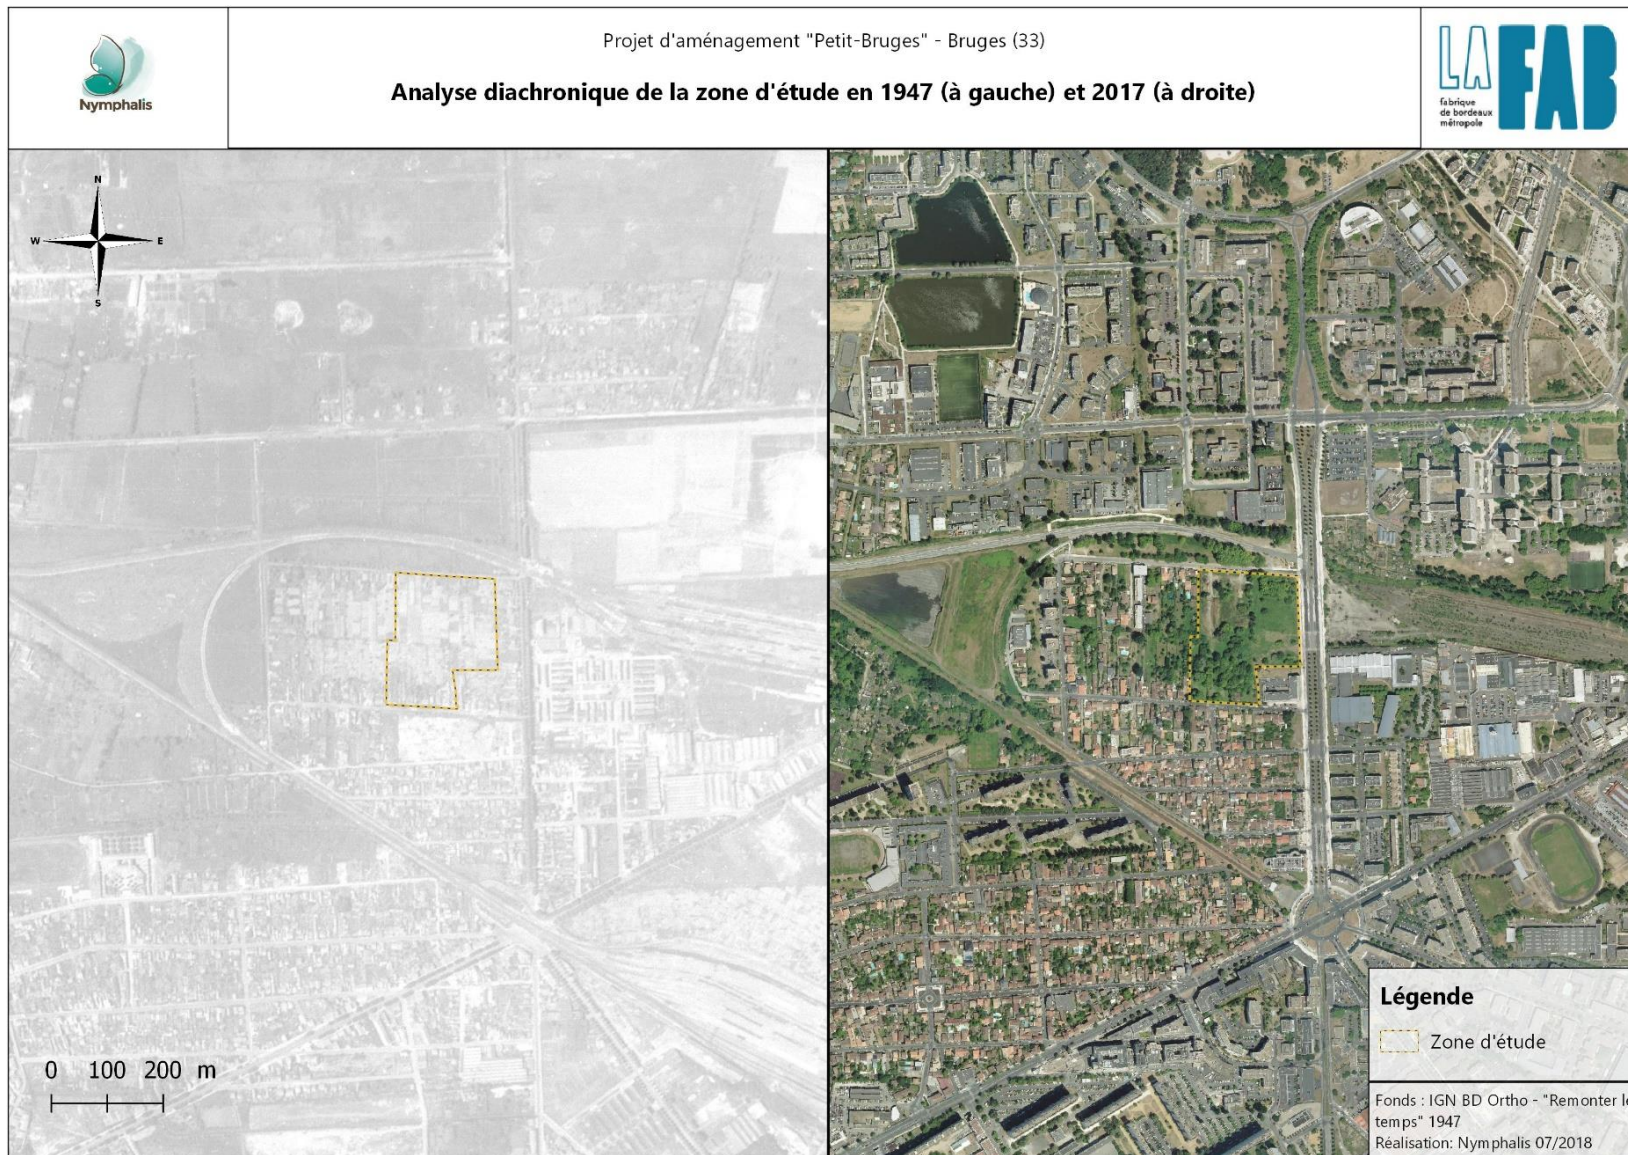 Nymphalis
Projet d'aménagement "Petit-Bruges" - Bruges (33)
Analyse diachronique de la zone d'étude en 1947 (à gauche) et 2017 (à droite)
LA FAB
fabrique
de bordeaux
métropole
N
W
E
S
0 100 200 m
Légende
Zone d'étude
Fonds : IGN BD Ortho - "Remonter le
temps" 1947
Réalisation: Nymphalis 07/2018